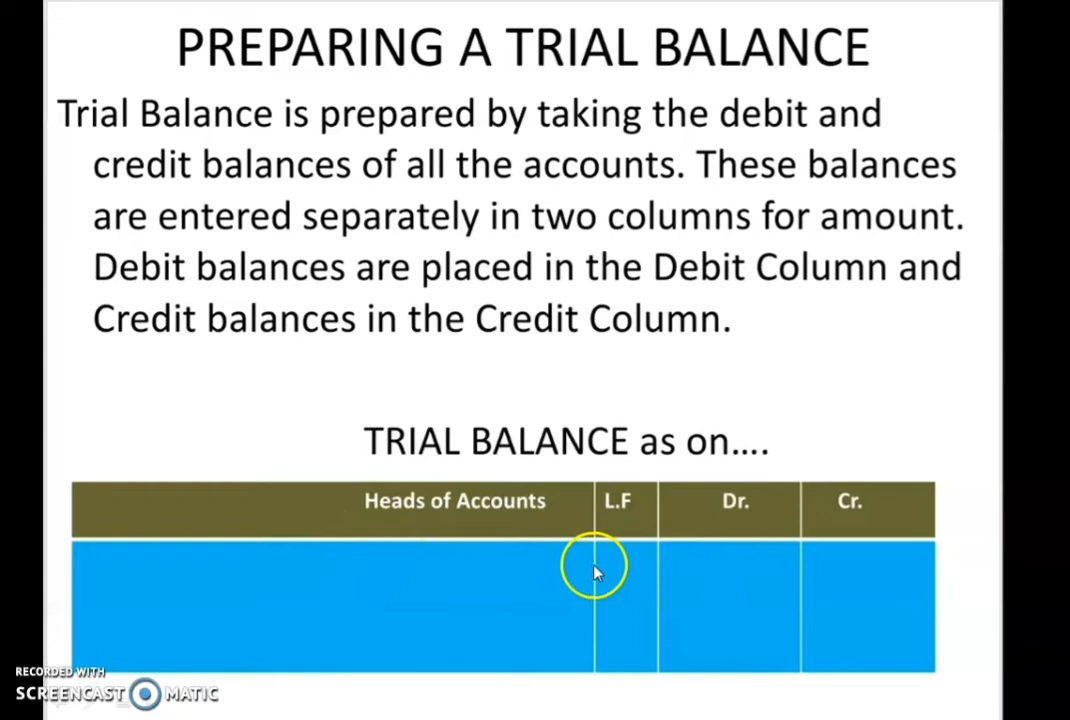 PREPARING A TRIAL BALANCE
Trial Balance is prepared by taking the debit and
credit balances of all the accounts. These balances
are entered separately in two columns for amount.
Debit balances are placed in the Debit Column and
Credit balances in the Credit Column.
TRIAL BALANCE as on....
Heads of Accounts L.F Dr. Cr.
RECORDED WITH
SCREENCAST MATIC